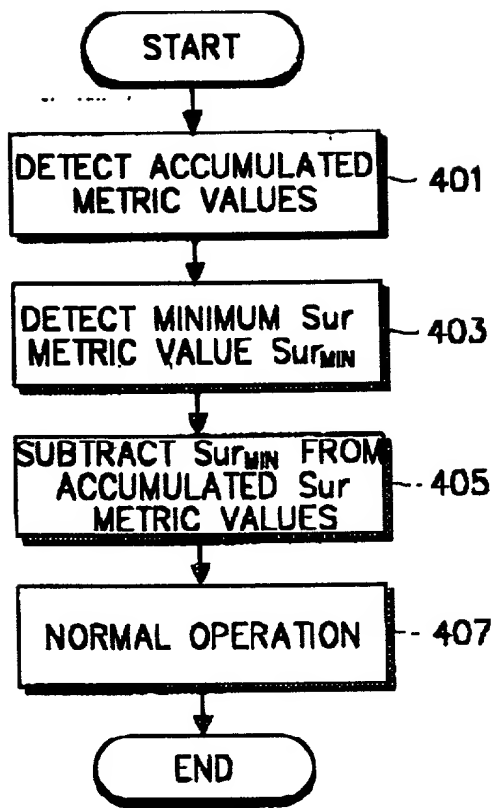 START
DETECT ACCUMULATED
METRIC VALUES
401
DETECT MINIMUM Sur
METRIC VALUE SurMIN
403
SUBTRACT SurMIN FROM
ACCUMULATED Sur
METRIC VALUES
405
NORMAL OPERATION
407
END